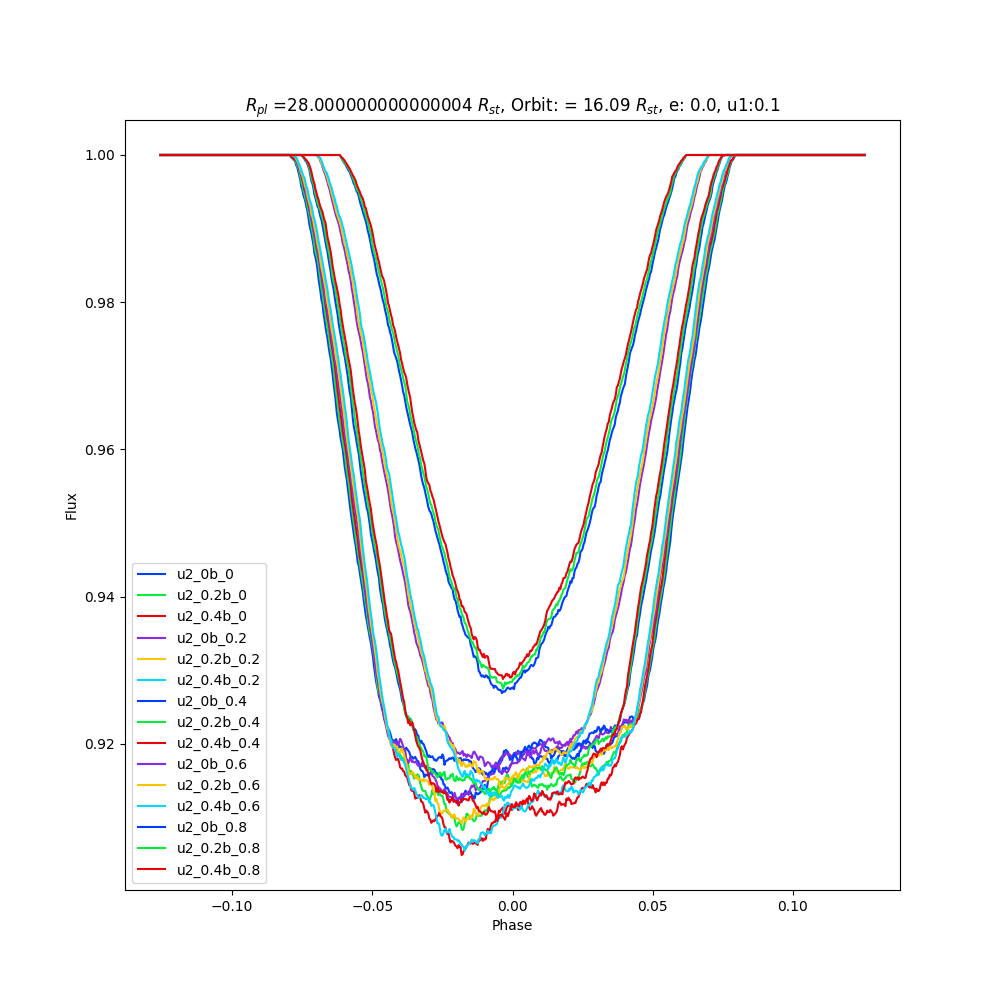 R_pl =28.000000000000004 R_st, Orbit: = 16.09 R_st, e: 0.0, u1:0.1
1.00
0.98
0.96
0.94
0.92
Flux
u2_0b_0
u2_0.2b_0
u2_0.4b_0
u2_0b_0.2
u2_0.2b_0.2
u2_0.4b_0.2
u2_0b_0.4
u2_0.2b_0.4
u2_0.4b_0.4
u2_0b_0.6
u2_0.2b_0.6
u2_0.4b_0.6
u2_0b_0.8
u2_0.2b_0.8
u2_0.4b_0.8
−0.10 −0.05 0.00 0.05 0.10
Phase